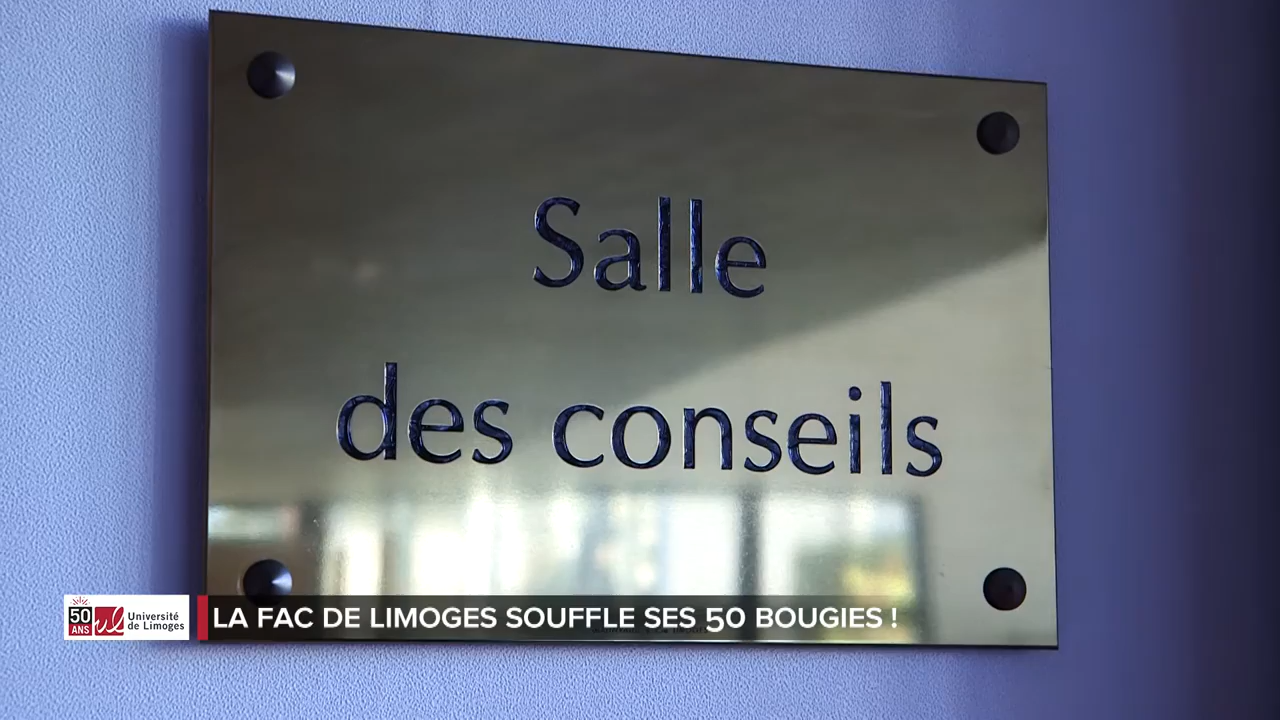 Salle
des conseils
50
ANS
Université
de Limoges
LA FAC DE LIMOGES SOUFFLE SES 50 BOUGIES !